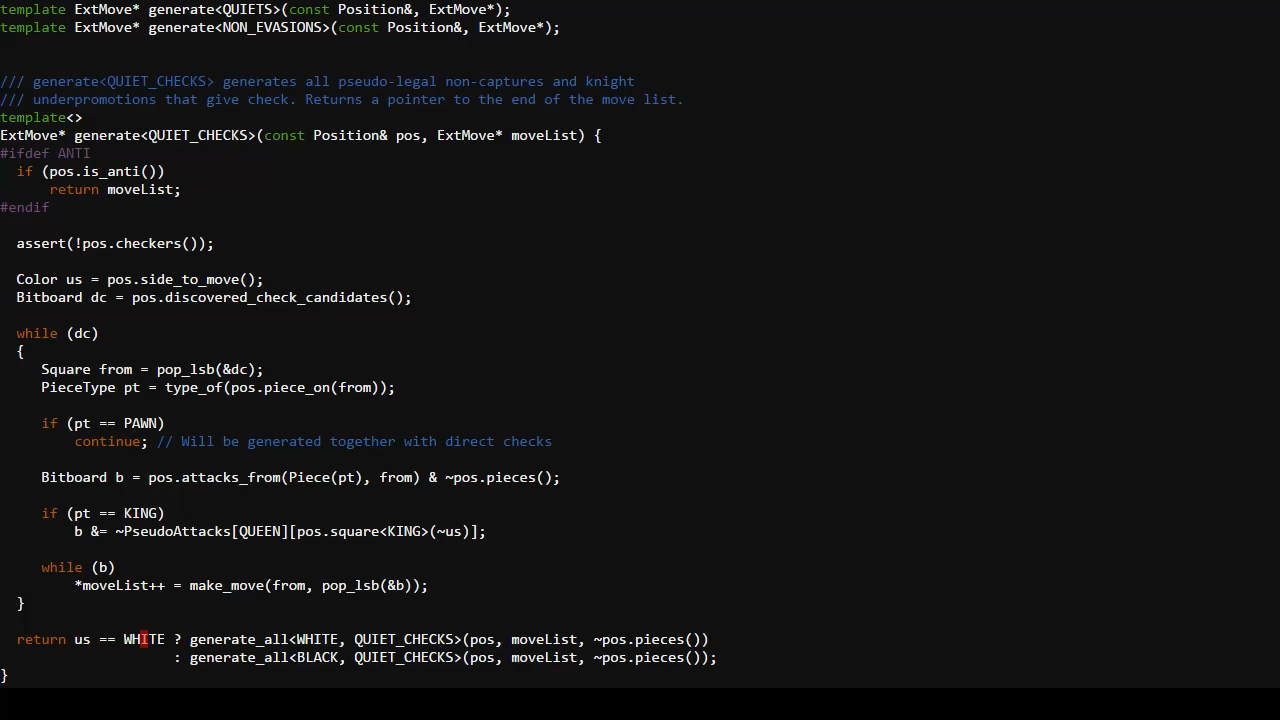 template ExtMove* generate<QUIETS>(const Position&, ExtMove*);
template ExtMove* generate<NON_EVASIONS>(const Position&, ExtMove*);
/// generate<QUIET_CHECKS> generates all pseudo-legal non-captures and knight
/// underpromotions that give check. Returns a pointer to the end of the move list.
template<>
ExtMove* generate<QUIET_CHECKS>(const Position& pos, ExtMove* moveList) {
#ifdef ANTI
  if (pos.is_anti())
      return moveList;
#endif
  assert(!pos.checkers());
  Color us = pos.side_to_move();
  Bitboard dc = pos.discovered_check_candidates();
  while (dc)
  {
     Square from = pop_lsb(&dc);
     PieceType pt = type_of(pos.piece_on(from));
     if (pt == PAWN)
         continue; // Will be generated together with direct checks
     Bitboard b = pos.attacks_from(Piece(pt), from) & ~pos.pieces();
     if (pt == KING)
         b &= ~PseudoAttacks[QUEEN][pos.square<KING>(~us)];
     while (b)
         *moveList++ = make_move(from, pop_lsb(&b));
  }
  return us == WHITE ? generate_all<WHITE, QUIET_CHECKS>(pos, moveList, ~pos.pieces())
                     : generate_all<BLACK, QUIET_CHECKS>(pos, moveList, ~pos.pieces());
}